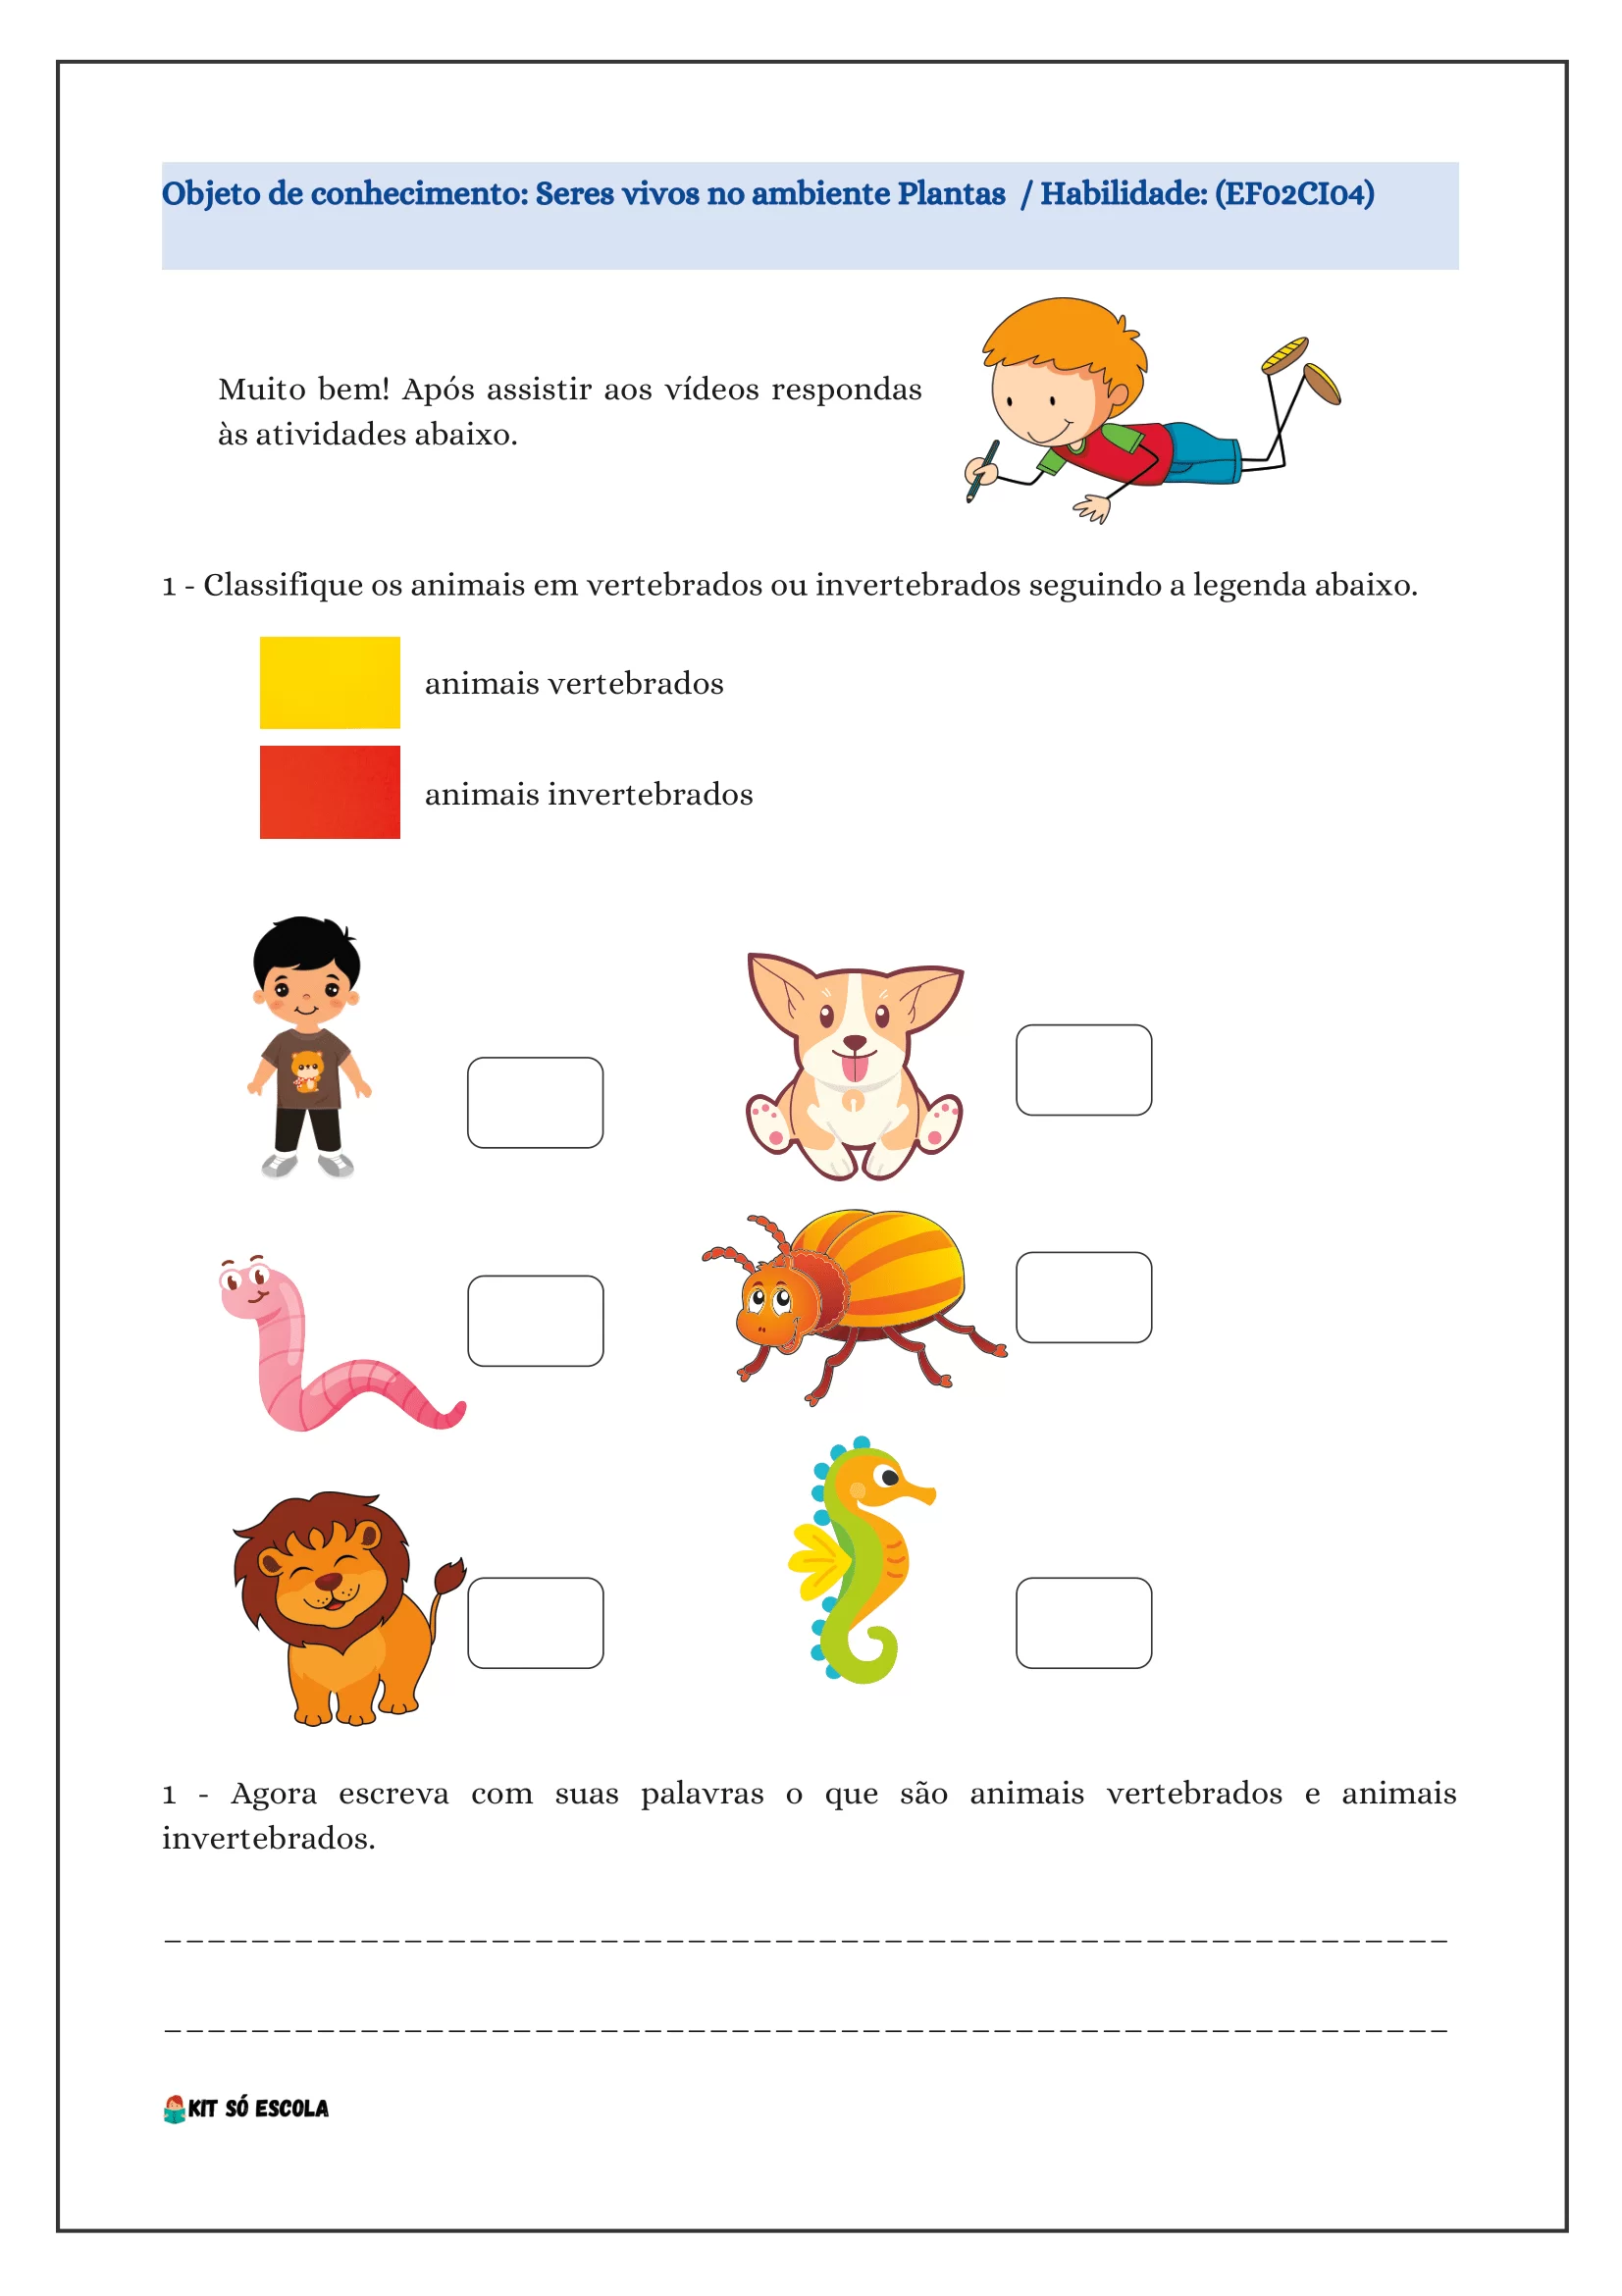 Objeto de conhecimento: Seres vivos no ambiente Plantas / Habilidade: (EF02CI04)
Muito bem! Após assistir aos vídeos respondas
às atividades abaixo.
1 - Classifique os animais em vertebrados ou invertebrados seguindo a legenda abaixo.
animais vertebrados
animais invertebrados
1 - Agora escreva com suas palavras o que são animais vertebrados e animais
invertebrados.
KIT SÓ ESCOLA